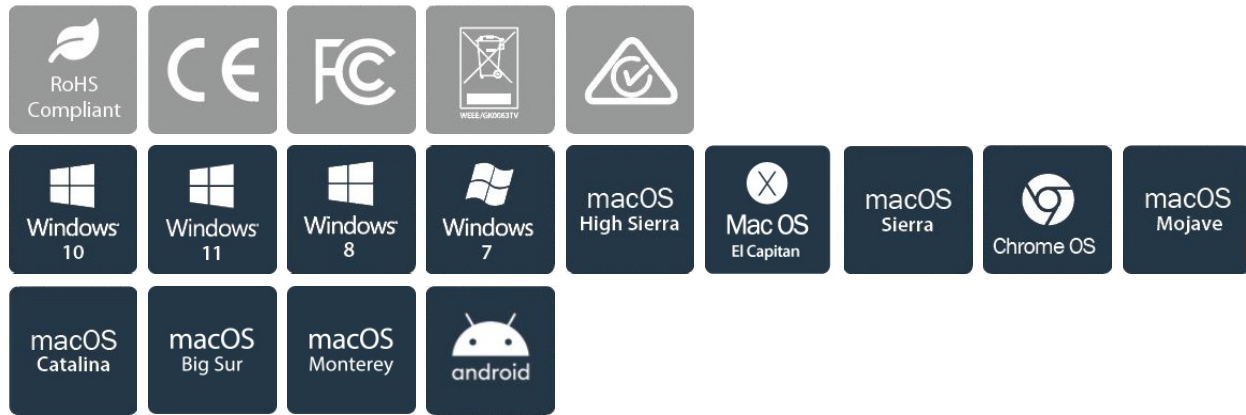 RoHS
Compliant
CE
FC
WEEE/GK0083TV
Windows
10
Windows
11
Windows
8
Windows
7
macOS
High Sierra
X
Mac OS
El Capitan
macOS
Sierra
Chrome OS
macOS
Mojave
macOS
Catalina
macOS
Big Sur
macOS
Monterey
android